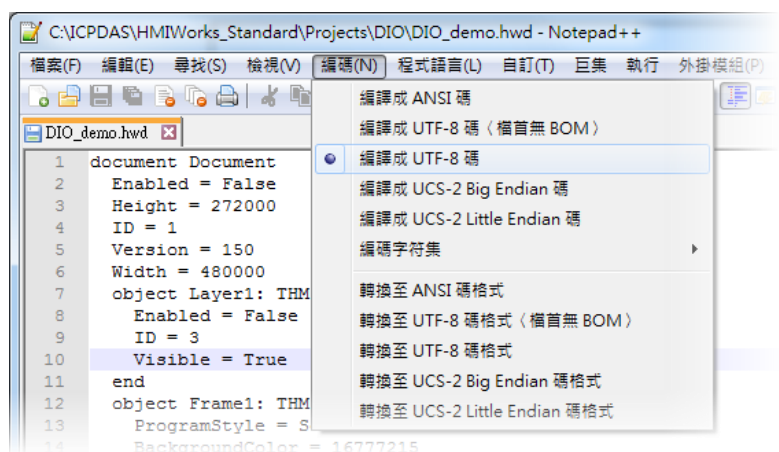 C:\ICPDAS\HMIWorks_Standard\Projects\DIO\DIO_demo.hwd - Notepad++
檔案(F) 編輯(E) 尋找(S) 檢視(V) 編碼(N) 程式語言(L) 自訂(T) 巨集 執行 外掛模組(P)
DIO_demo.hwd
編譯成 ANSI 碼
編譯成 UTF-8 碼〈檔首無 BOM〉
編譯成 UTF-8 碼
編譯成 UCS-2 Big Endian 碼
編譯成 UCS-2 Little Endian 碼
編碼字符集
轉換至 ANSI 碼格式
轉換至 UTF-8 碼格式〈檔首無 BOM〉
轉換至 UTF-8 碼格式
轉換至 UCS-2 Big Endian 碼格式
轉換至 UCS-2 Little Endian 碼格式
1 document Document
2 Enabled = False
3 Height = 272000
4 ID = 1
5 Version = 150
6 Width = 480000
7 object Layer1: THM
8 Enabled = False
9 ID = 3
10 Visible = True
11 end
12 object Frame1: THM
13 ProgramStyle = S
14 BackgroundColor = 16777215